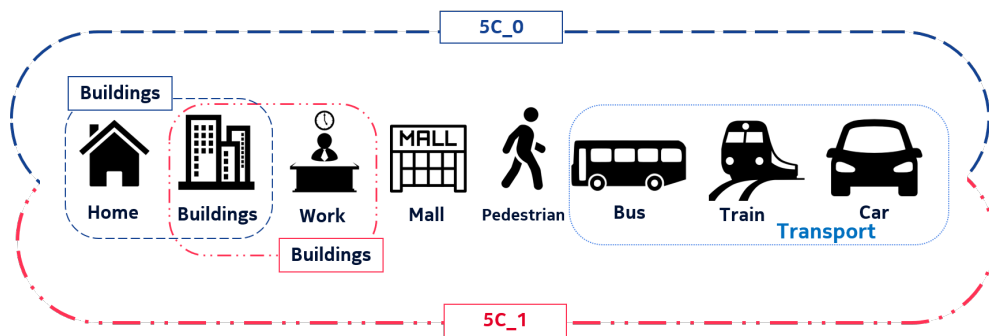 5C_0
Buildings
MALL
Home
Buildings
Work
Mall
Pedestrian
Bus
Train
Car
Transport
Buildings
5C_1